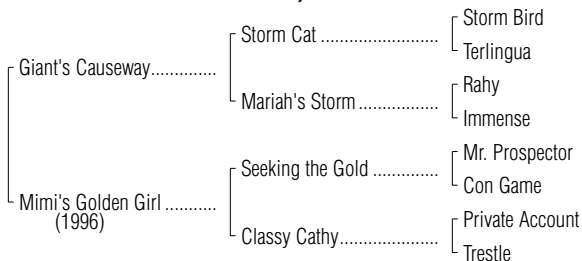 Storm Bird
Storm Cat ..........................
Terlingua
Giant's Causeway..............
Rahy
Mariah's Storm ..................
Immense
Mr. Prospector
Seeking the Gold ...............
Con Game
Mimi's Golden Girl ...........
(1996)
Private Account
Classy Cathy......................
Trestle